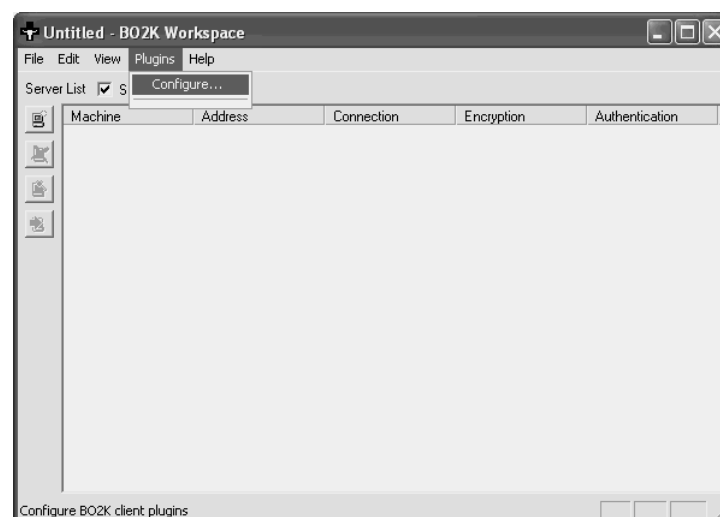 Untitled - BO2K Workspace
File Edit View Plugins Help
Configure...
Server List S
Machine Address Connection Encryption Authentication
Configure BO2K client plugins